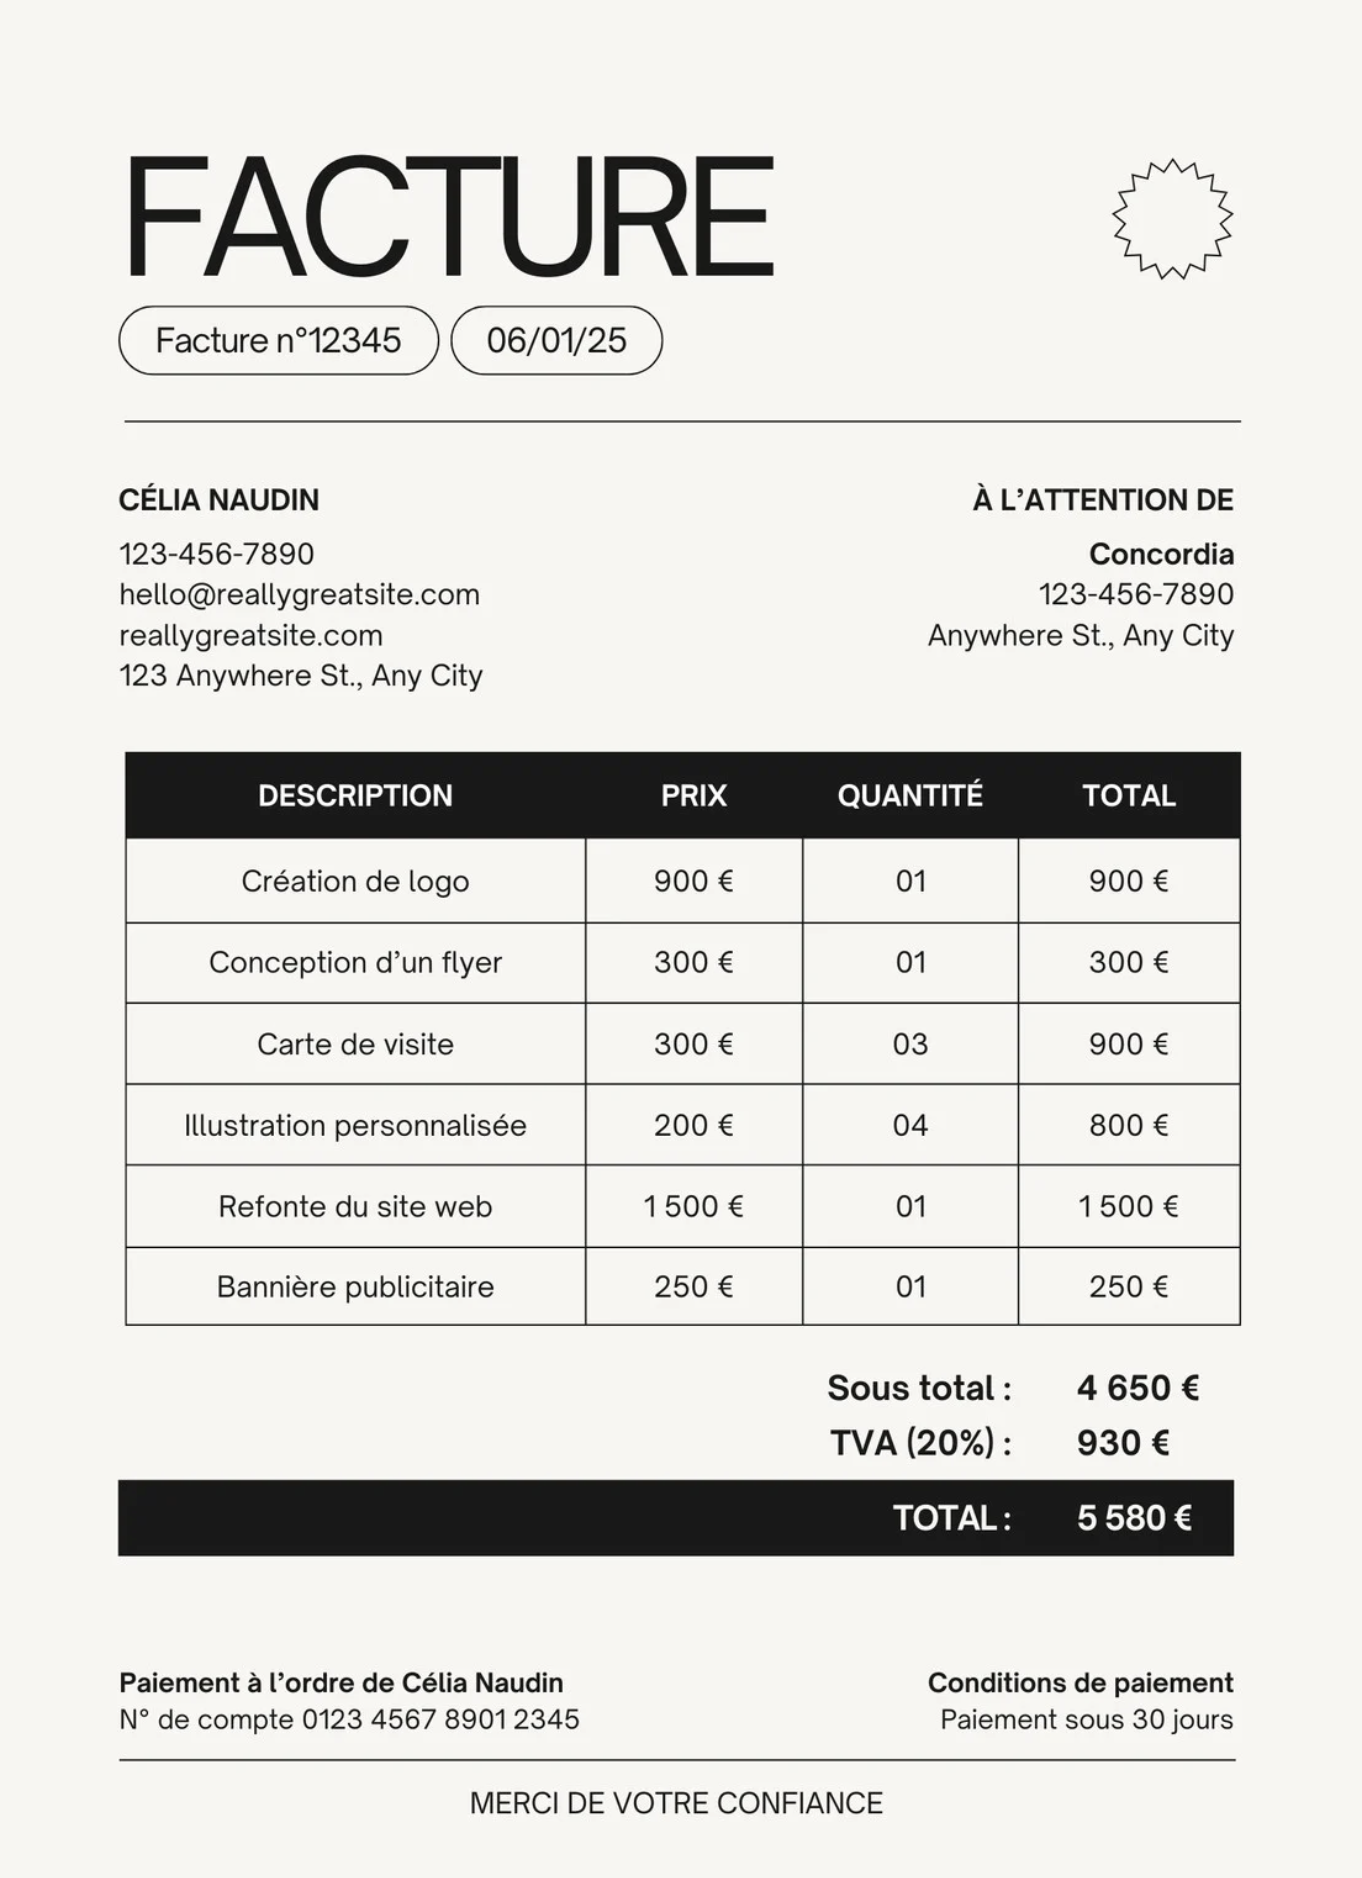 FACTURE
Facture n°12345
06/01/25
CÉLIA NAUDIN
123-456-7890
hello@reallygreatsite.com
reallygreatsite.com
123 Anywhere St., Any City
À L’ATTENTION DE
Concordia
123-456-7890
Anywhere St., Any City
DESCRIPTION PRIX QUANTITÉ TOTAL
Création de logo 900 € 01 900 €
Conception d’un flyer 300 € 01 300 €
Carte de visite 300 € 03 900 €
Illustration personnalisée 200 € 04 800 €
Refonte du site web 1 500 € 01 1 500 €
Bannière publicitaire 250 € 01 250 €
Sous total : 4 650 €
TVA (20%) : 930 €
TOTAL : 5 580 €
Paiement à l’ordre de Célia Naudin
N° de compte 0123 4567 8901 2345
Conditions de paiement
Paiement sous 30 jours
MERCI DE VOTRE CONFIANCE